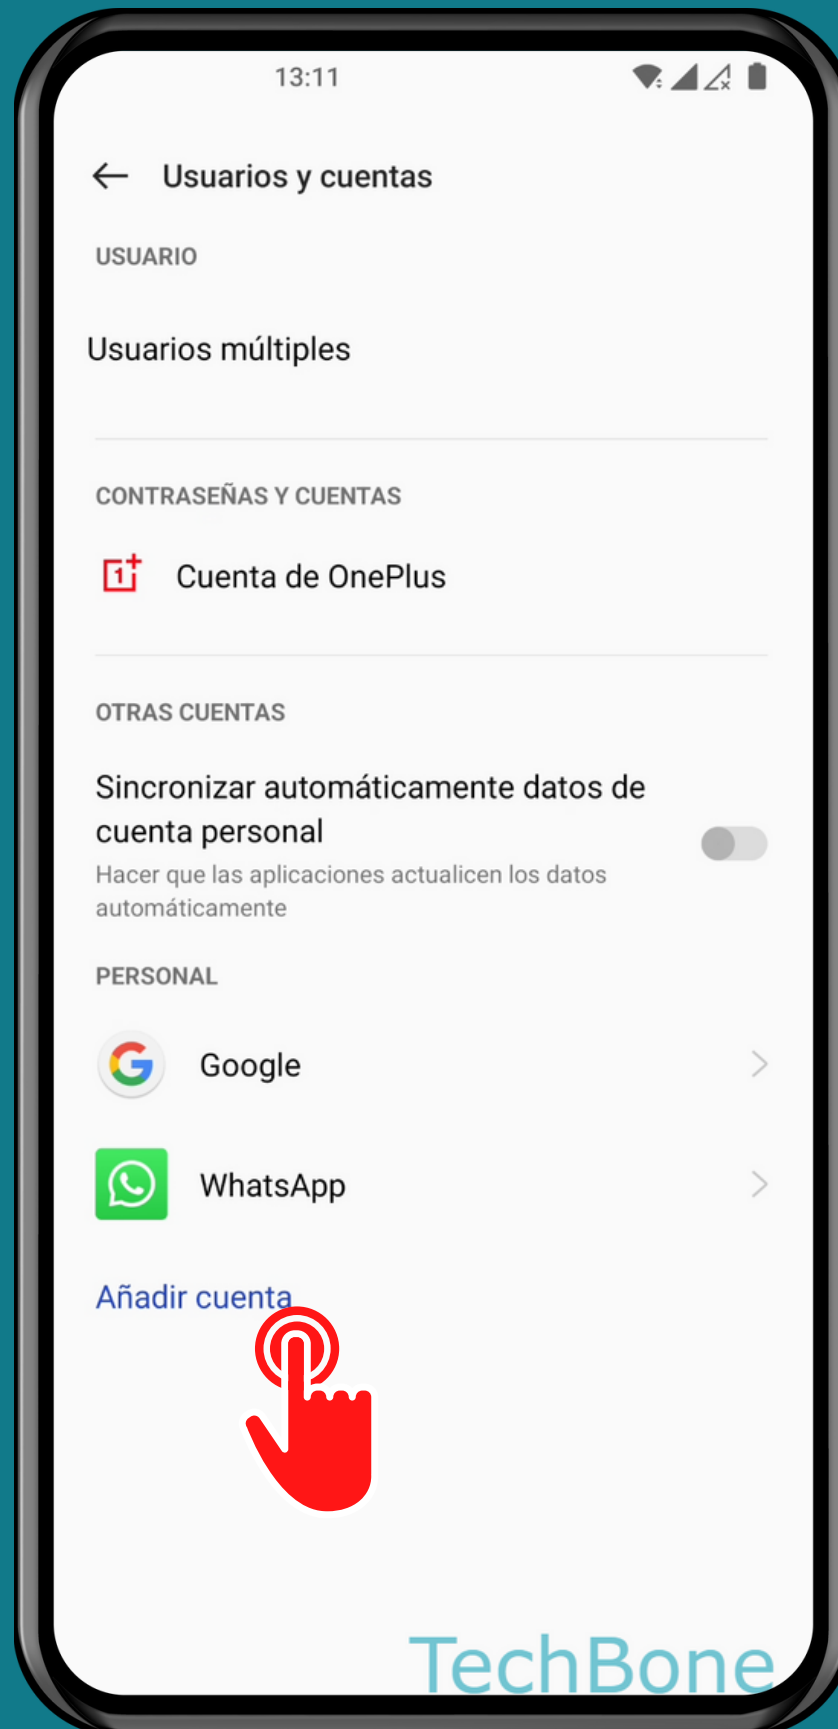 13:11
Usuarios y cuentas
USUARIO
Usuarios múltiples
CONTRASEÑAS Y CUENTAS
Cuenta de OnePlus
OTRAS CUENTAS
Sincronizar automáticamente datos de
cuenta personal
Hacer que las aplicaciones actualicen los datos
automáticamente
PERSONAL
Google
WhatsApp
Añadir cuenta
TechBone